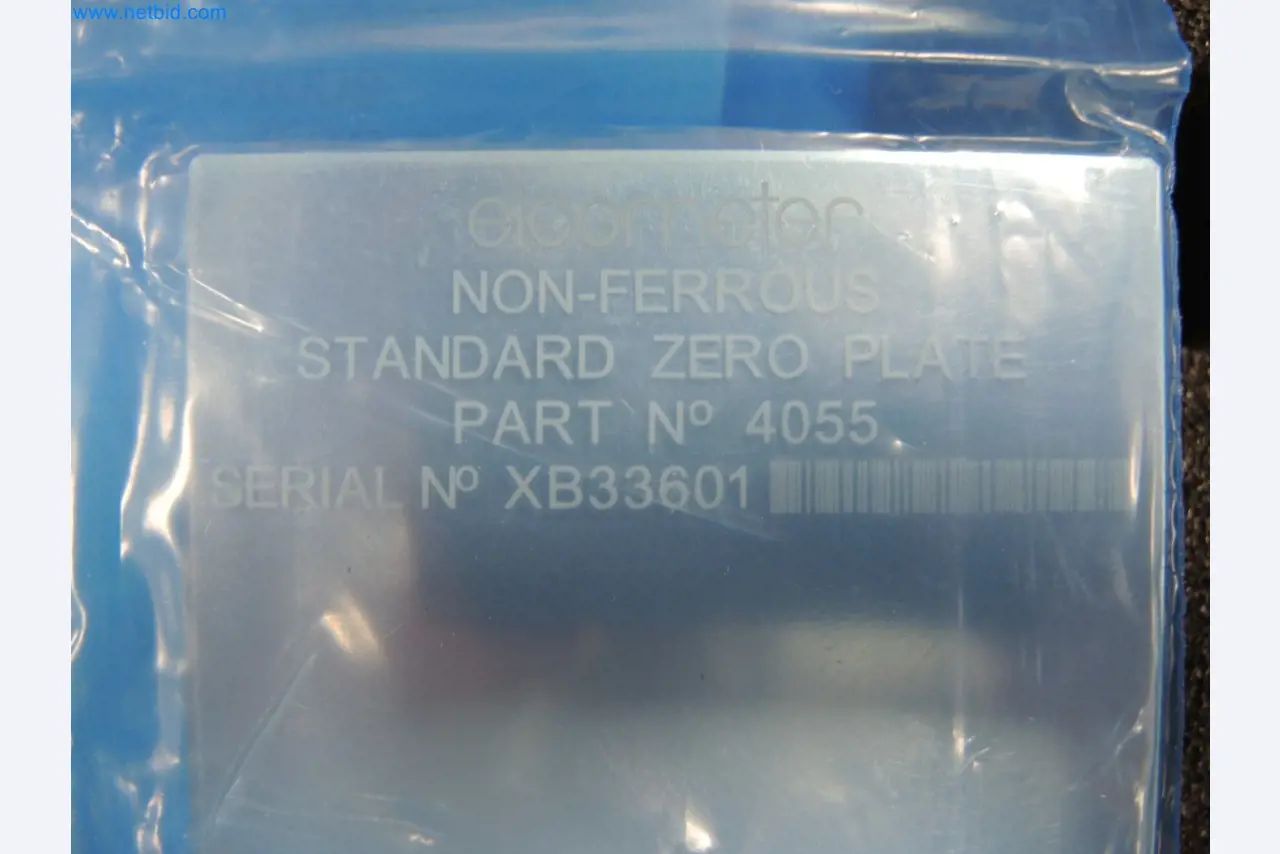 www.netbid.com
elcometer
NON-FERROUS
STANDARD ZERO PLATE
PART Nº 4055
SERIAL Nº XB33601